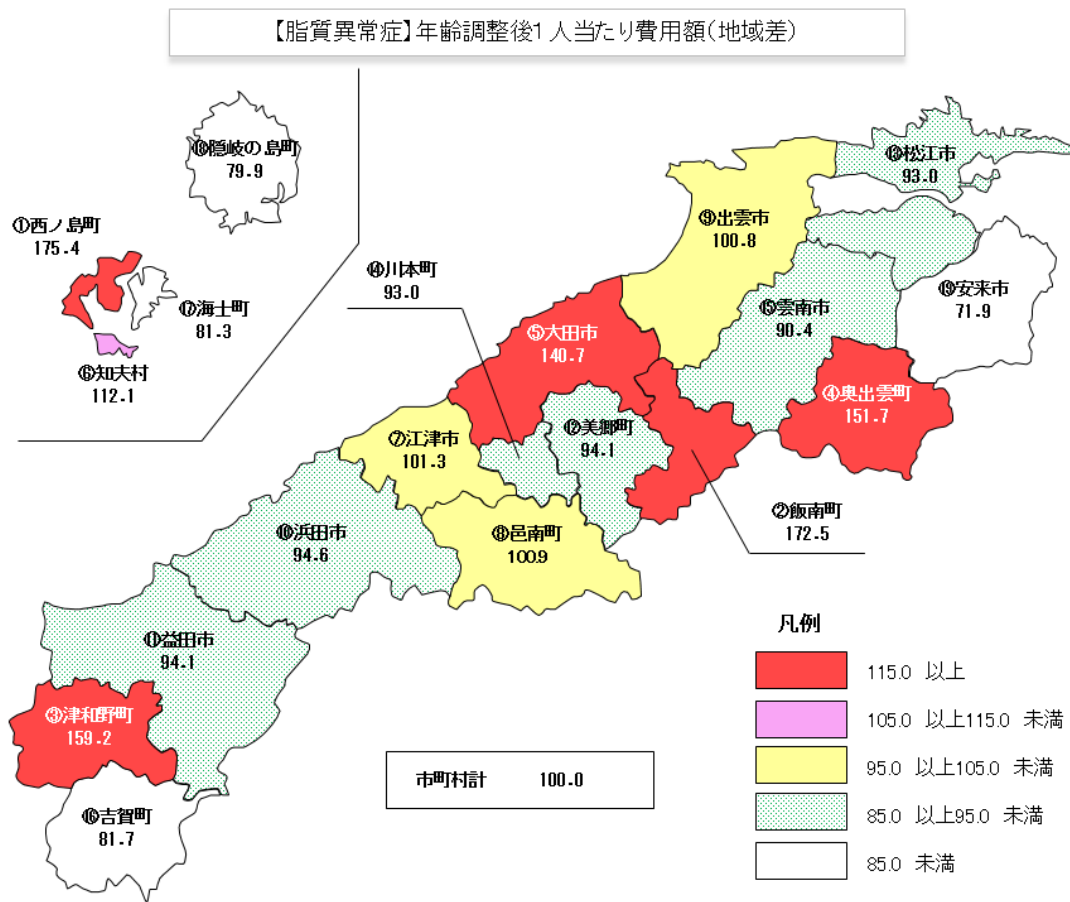 【脂質異常症】年齢調整後1 人当たり費用額(地域差)
⑱隠岐の島町
79.9
①西ノ島町
175.4
⑰海士町
81.3
⑥知夫村
112.1
⑬松江市
93.0
⑨出雲市
100.8
⑭川本町
93.0
⑲安来市
71.9
⑮雲南市
90.4
⑤大田市
140.7
④奥出雲町
151.7
⑫美郷町
94.1
⑦江津市
101.3
②飯南町
172.5
⑧邑南町
100.9
⑩浜田市
94.6
⑪益田市
94.1
③津和野町
159.2
⑯吉賀町
81.7
市町村計 100.0
凡例
115.0 以上
105.0 以上115.0 未満
95.0 以上105.0 未満
85.0 以上95.0 未満
85.0 未満